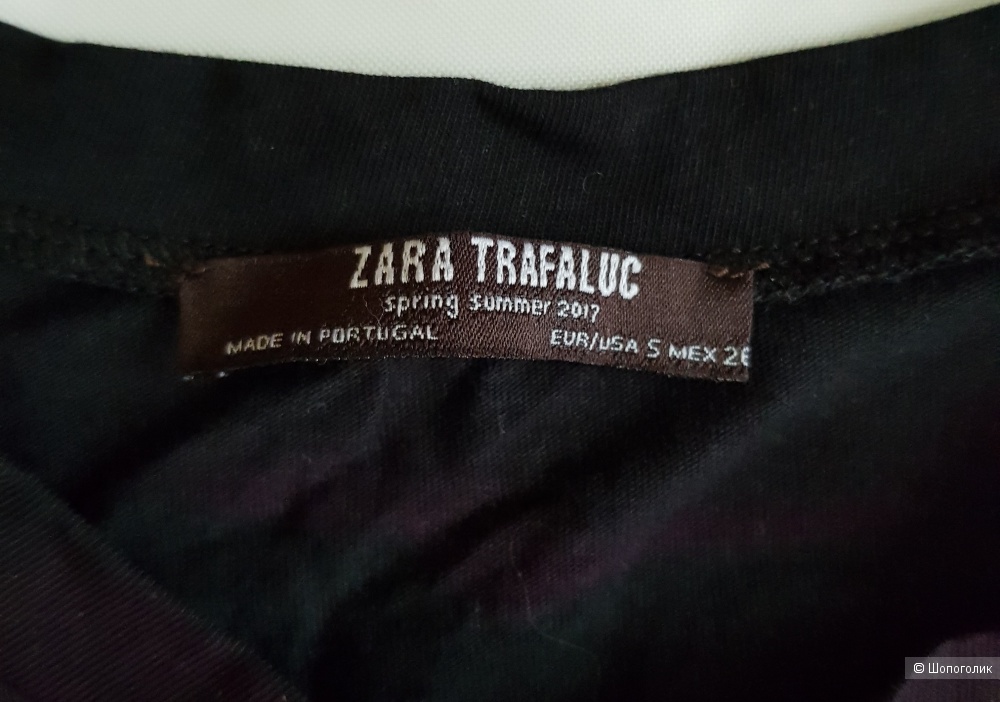 ZARA TRAFALUC
spring summer 2017
MADE IN PORTUGAL EUR/USA S MEX 26
© Шопоголик